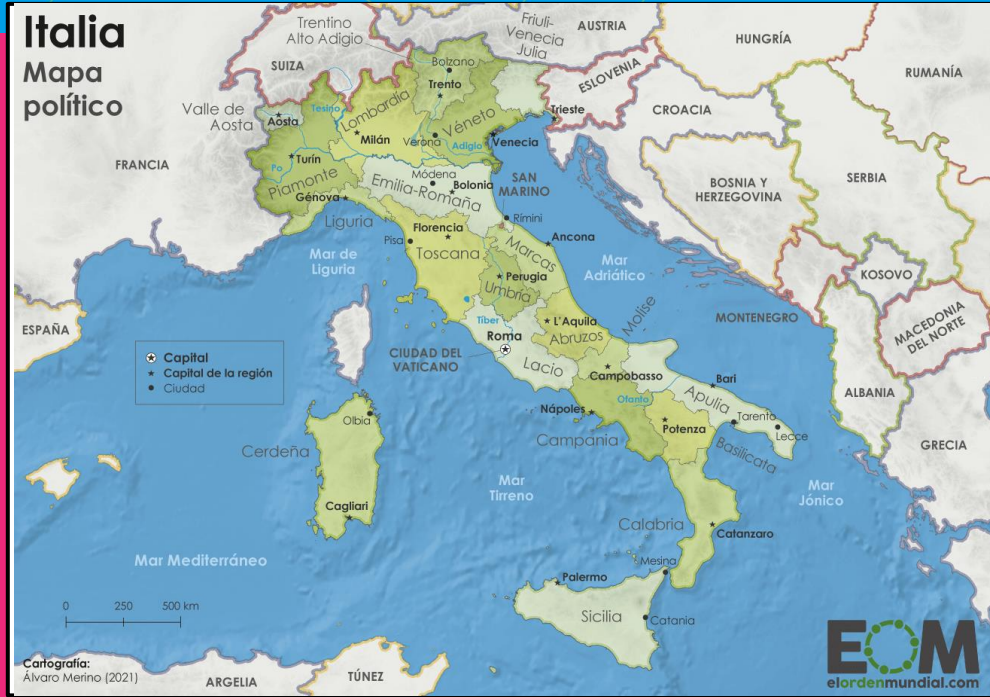 Italia
Mapa
político
Trentino
Alto Adigio
Friuli-
Venecia
Julia
AUSTRIA
HUNGRÍA
RUMANÍA
SUIZA
Bolzano
Trento
ESLOVENIA
CROACIA
Valle de
Aosta
Aosta
Tesino
Lombardía
Milán
Verona
Véneto
Adigio
Venecia
Trieste
FRANCIA
Po
Turín
Piamonte
Génova
Liguria
Módena
Emilia-Romaña
Bolonia
SAN
MARINO
Rímini
BOSNIA Y
HERZEGOVINA
SERBIA
Florencia
Pisa
Toscana
Marcas
Ancona
Mar de
Liguria
Mar
Adriático
Perugia
Umbría
KOSOVO
MONTENEGRO
MACEDONIA
DEL NORTE
ESPAÑA
Tíber
Roma
CIUDAD DEL
VATICANO
Lacio
L'Aquila
Abruzos
Molise
Capital
Capital de la región
Ciudad
Campobasso
Bari
Apulia
Ofanto
Nápoles
Campania
Potenza
Tarento
Lecce
Basilicata
ALBANIA
GRECIA
Olbia
Cerdeña
Cagliari
Mar
Tirreno
Mar
Jónico
Calabria
Catanzaro
Mar Mediterráneo
Mesina
Palermo
Sicilia
Catania
0 250 500 km
Cartografía:
Álvaro Merino (2021)
ARGELIA
TÚNEZ
EOM
elordenmundial.com